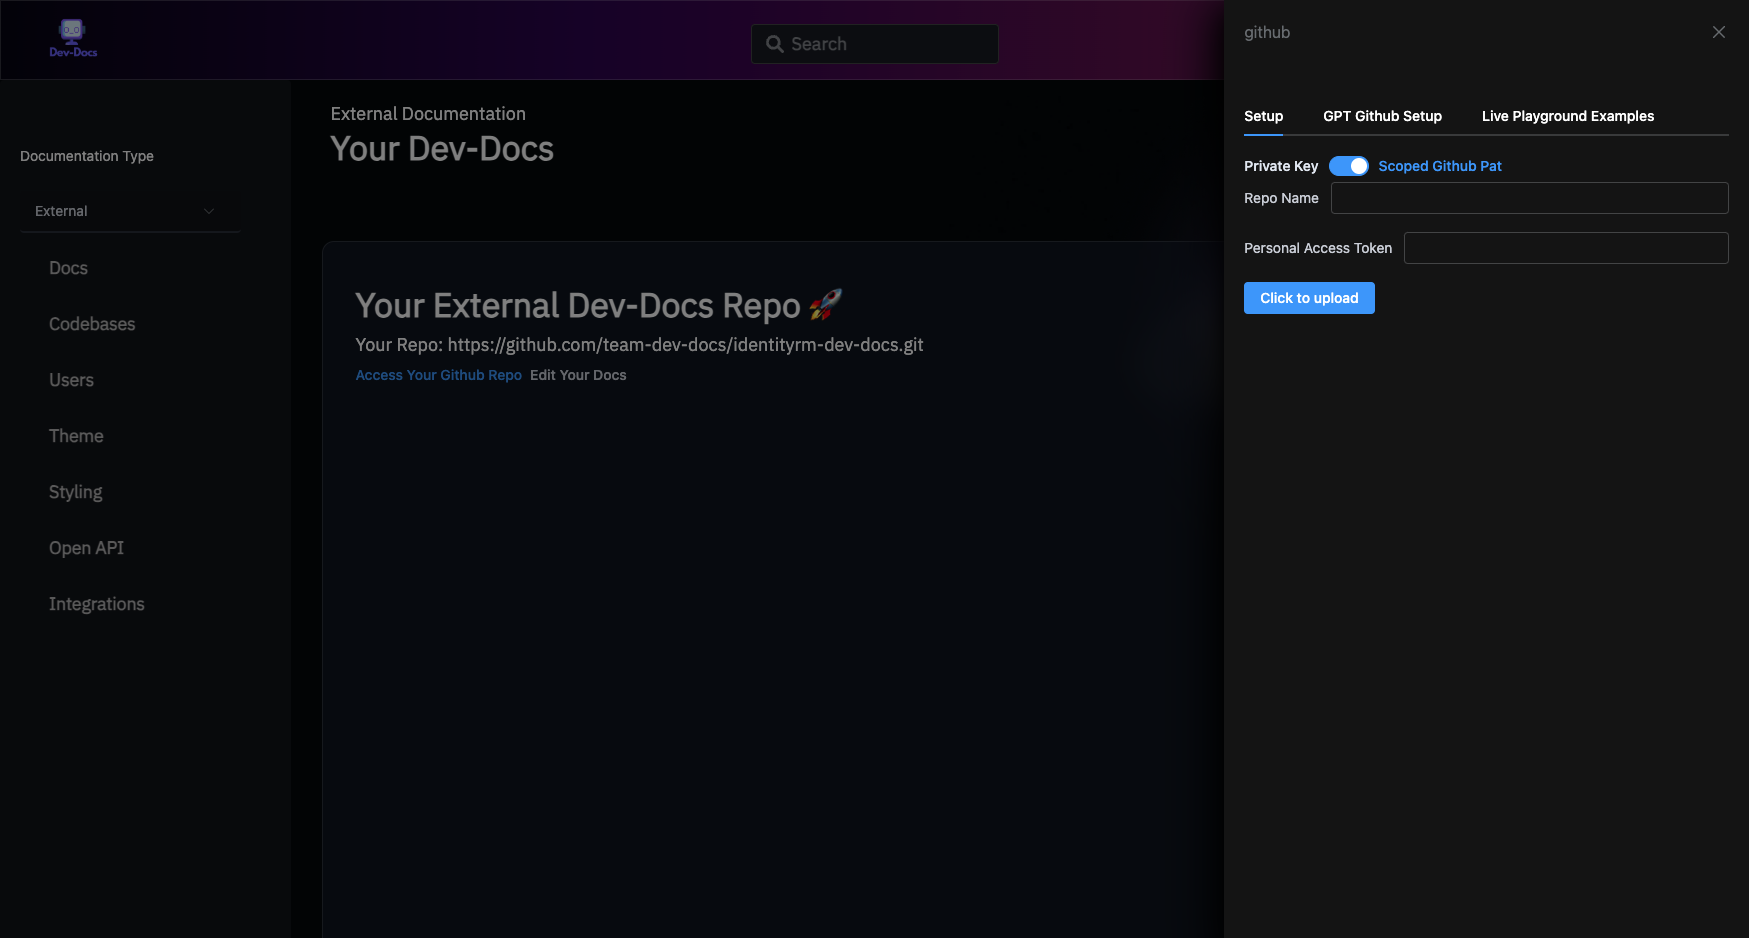 Dev-Docs
Search
Documentation Type
External
Docs
Codebases
Users
Theme
Styling
Open API
Integrations
External Documentation
Your Dev-Docs
Your External Dev-Docs Repo 🚀
Your Repo: https://github.com/team-dev-docs/identityrm-dev-docs.git
Access Your Github Repo Edit Your Docs
github
Setup GPT Github Setup Live Playground Examples
Private Key Scoped Github Pat
Repo Name
Personal Access Token
Click to upload